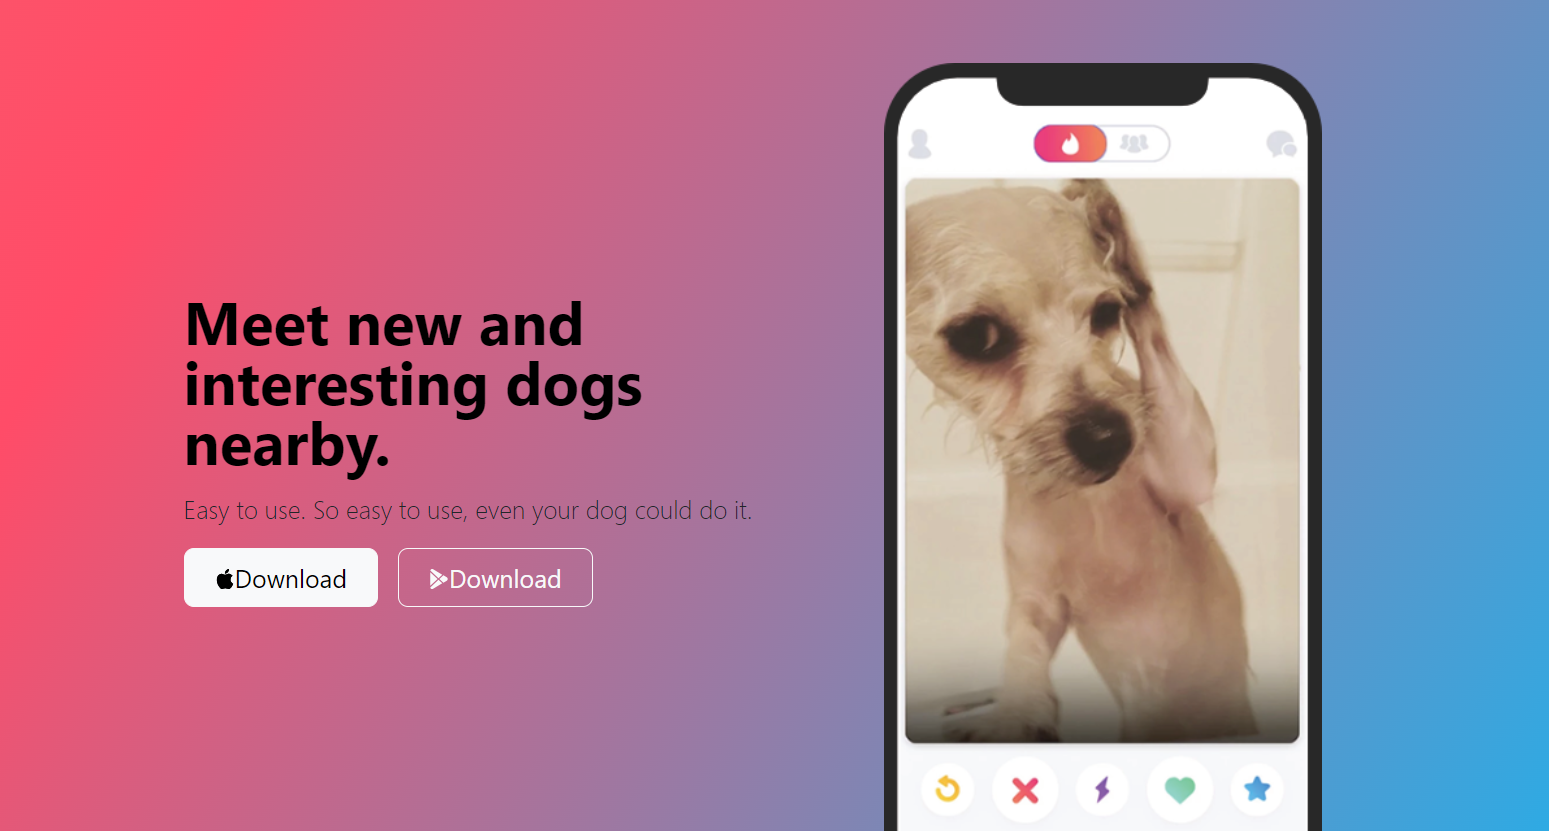 Meet new and
interesting dogs
nearby.
Easy to use. So easy to use, even your dog could do it.
Download
Download